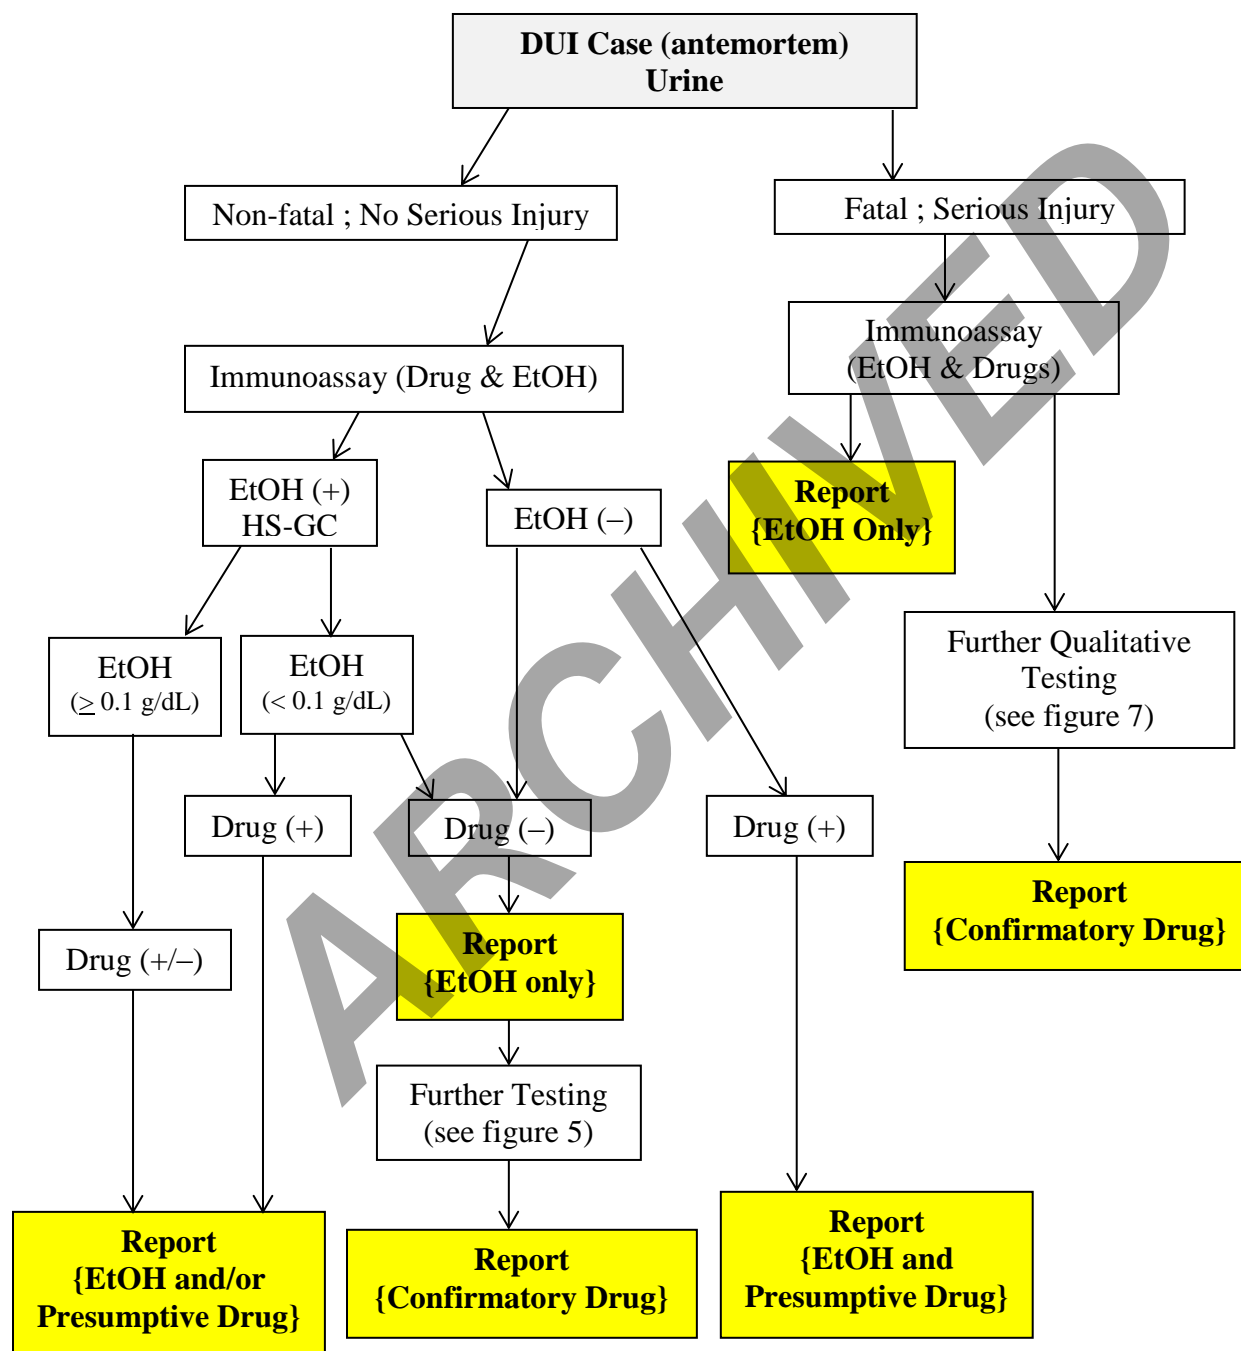 DUI Case (antemortem)
Urine
Non-fatal ; No Serious Injury
Fatal ; Serious Injury
Immunoassay (Drug & EtOH)
Immunoassay
(EtOH & Drugs)
EtOH (+)
HS-GC
EtOH (–)
Report
{EtOH Only}
EtOH
(≥ 0.1 g/dL)
EtOH
(< 0.1 g/dL)
Further Qualitative
Testing
(see figure 7)
Drug (+)
Drug (–)
Drug (+)
Drug (+/–)
Report
{EtOH only}
Report
{Confirmatory Drug}
Further Testing
(see figure 5)
Report
{EtOH and/or
Presumptive Drug}
Report
{Confirmatory Drug}
Report
{EtOH and
Presumptive Drug}
ARCHIVED